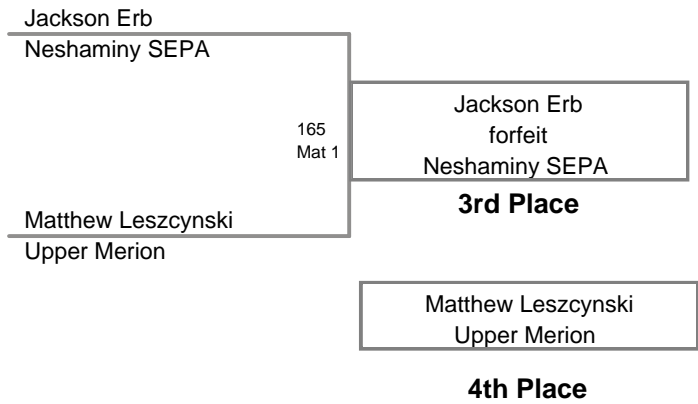 Jackson Erb
Neshaminy SEPA
165
Mat 1
Jackson Erb
forfeit
Neshaminy SEPA
3rd Place
Matthew Leszcynski
Upper Merion
Matthew Leszcynski
Upper Merion
4th Place